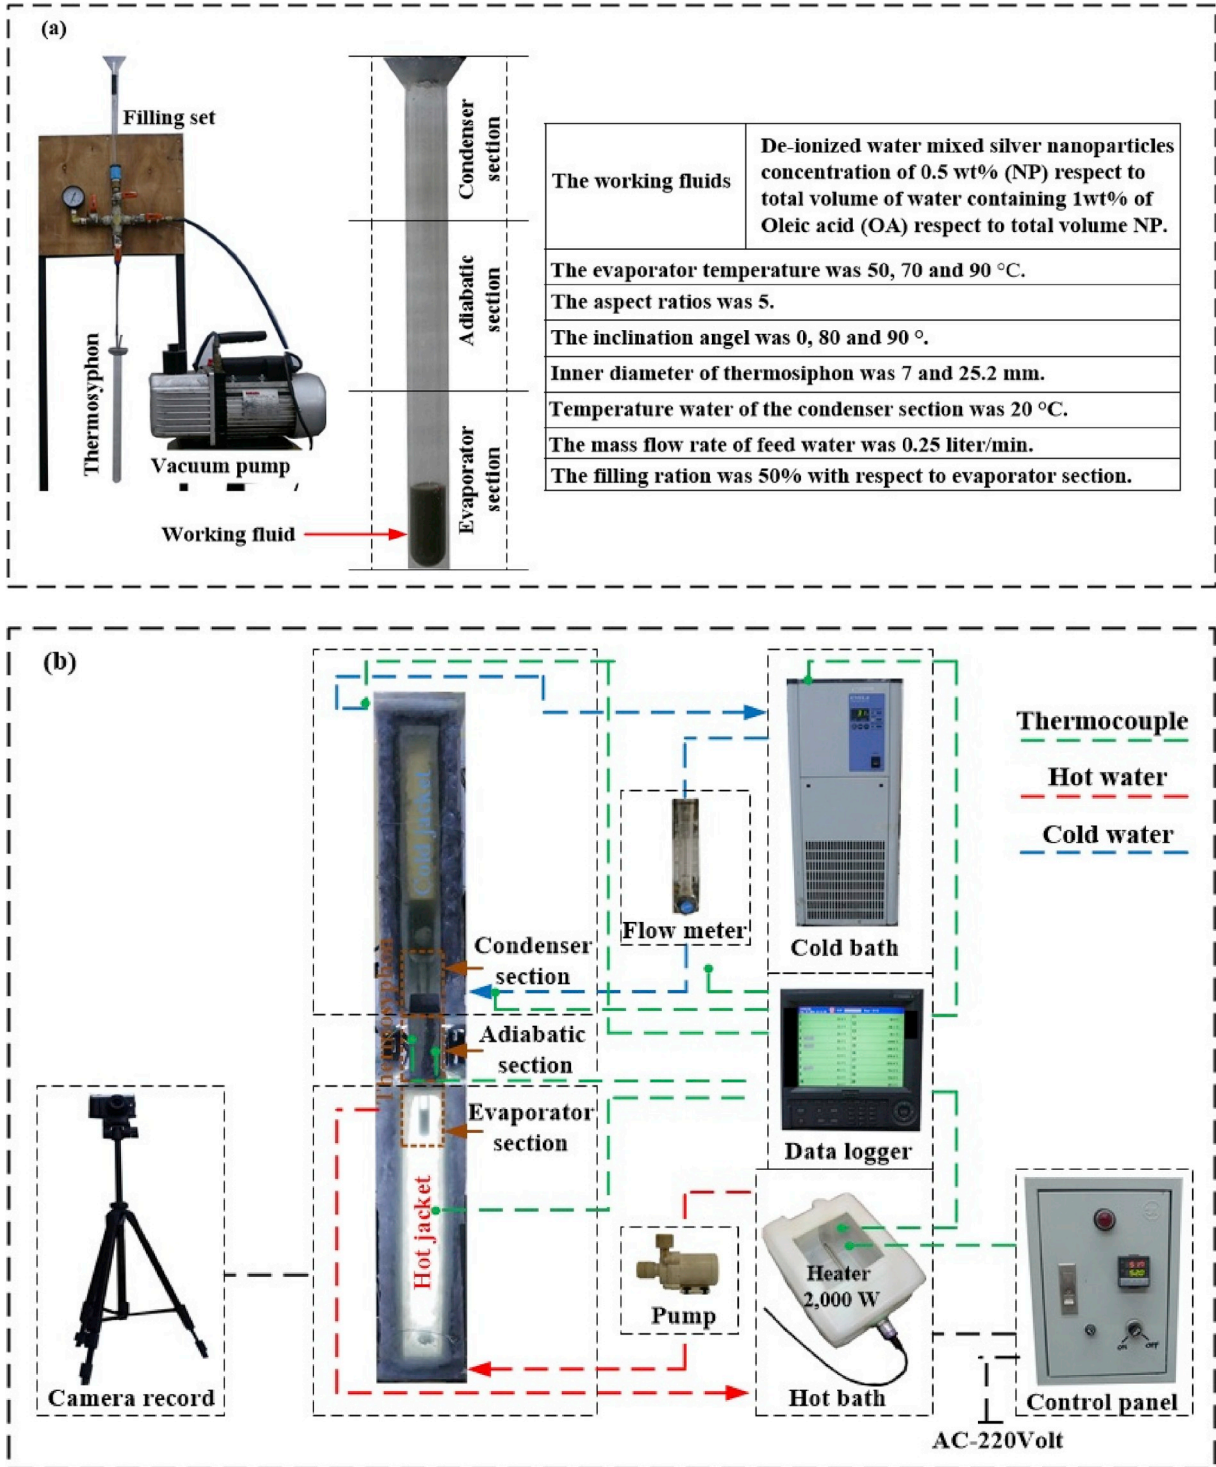 (a)
Filling set
Thermosyphon
Vacuum pump
Working fluid
Condenser
section
Adiabatic
section
Evaporator
section
The working fluids
De-ionized water mixed silver nanoparticles
concentration of 0.5 wt% (NP) respect to
total volume of water containing 1wt% of
Oleic acid (OA) respect to total volume NP.
The evaporator temperature was 50, 70 and 90 °C.
The aspect ratios was 5.
The inclination angel was 0, 80 and 90 °.
Inner diameter of thermosiphon was 7 and 25.2 mm.
Temperature water of the condenser section was 20 °C.
The mass flow rate of feed water was 0.25 liter/min.
The filling ration was 50% with respect to evaporator section.
(b)
Cold jacket
Thermosyphon
Condenser
section
Adiabatic
section
Evaporator
section
Hot jacket
Camera record
Flow meter
Cold bath
Data logger
Pump
Heater
2,000 W
Hot bath
ON
OFF
Control panel
AC-220Volt
Thermocouple
Hot water
Cold water